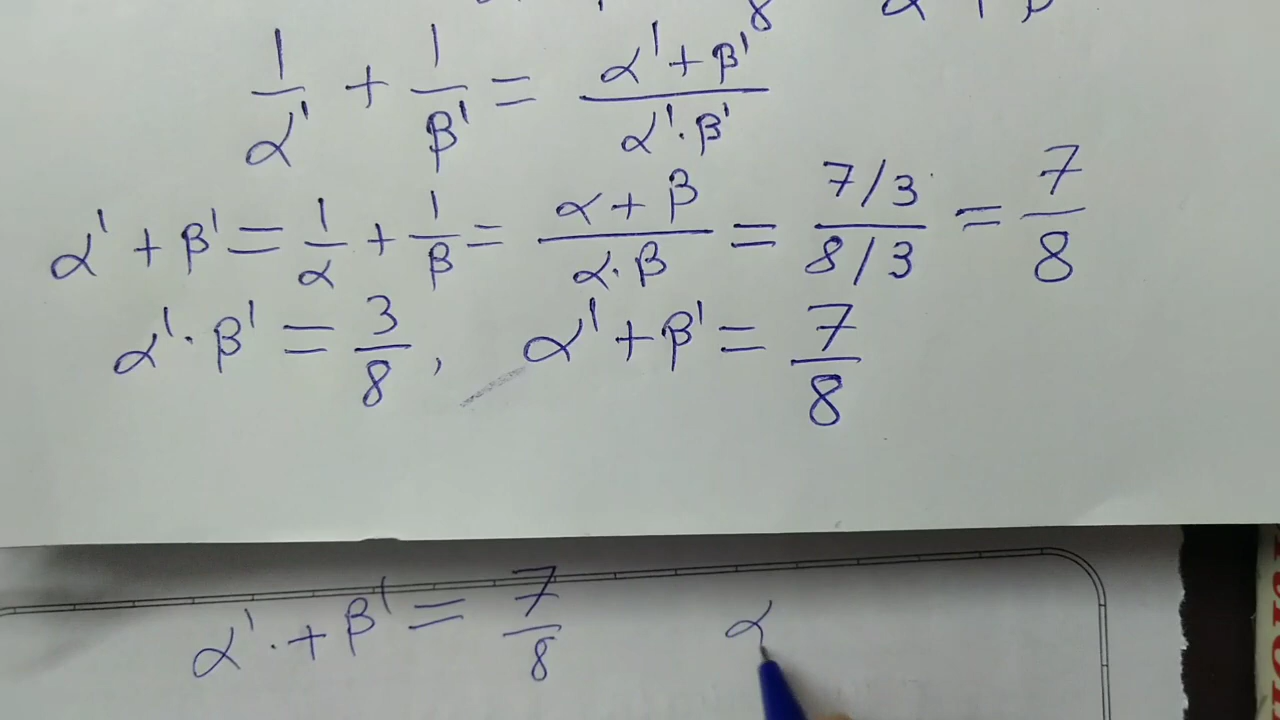 1/α' + 1/β' = (α' + β')/(α'·β')
α' + β' = 1/α + 1/β = (α + β)/(α·β) = (7/3)/(8/3) = 7/8
α'·β' = 3/8, α' + β' = 7/8
α'·+ β' = 7/8 α